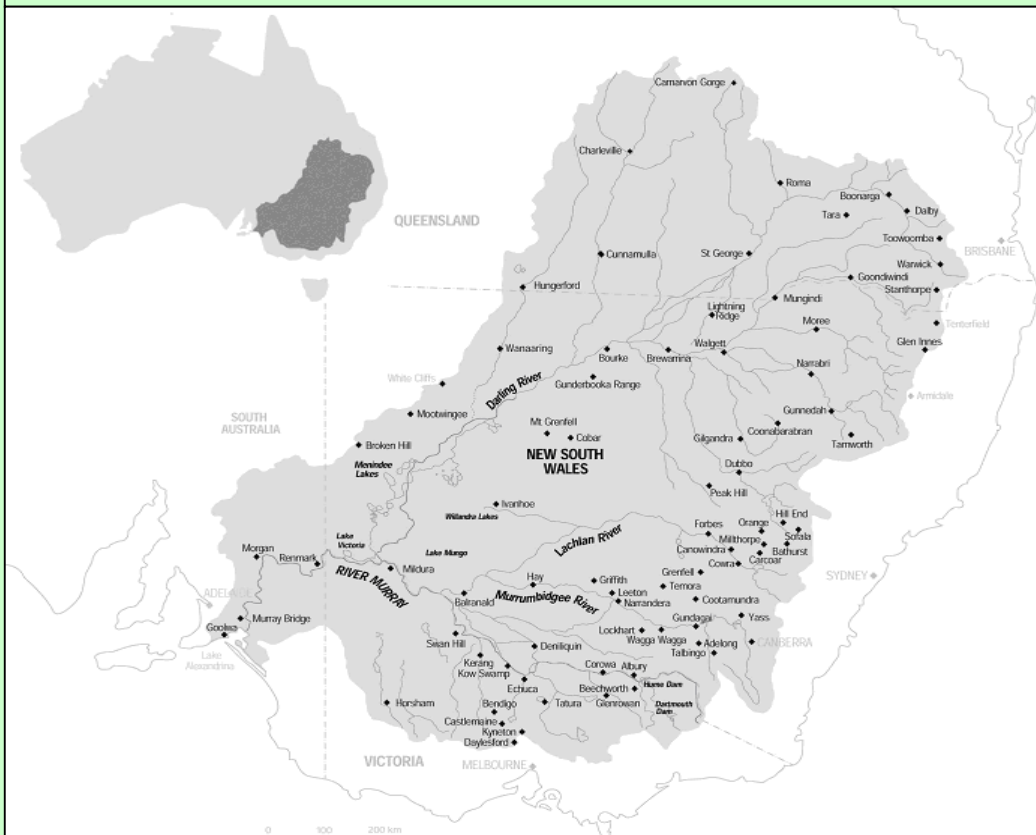 Carnarvon Gorge
Charleville
Roma
Boonarga
Tara
Dalby
QUEENSLAND
Toowoomba
BRISBANE
Cunnamulla
St George
Warwick
Goondiwindi
Stanthorpe
Hungerford
Mungindi
Lightning
Ridge
Moree
Tenterfield
Glen Innes
Wanaaring
Bourke
Brewarrina
Walgett
Narrabri
White Cliffs
Gunderbooka Range
Darling River
Armidale
Mootwingee
Gunnedah
SOUTH
AUSTRALIA
Mt Grenfell
Cobar
Coonabarabran
Gilgandra
Tamworth
Broken Hill
NEW SOUTH
WALES
Menindee
Lakes
Dubbo
Peak Hill
Ivanhoe
Willandra Lakes
Hill End
Forbes
Orange
Sofala
Lachlan River
Millthorpe
Lake
Victoria
Lake Mungo
Canowindra
Bathurst
Carcoar
Morgan
Renmark
Cowra
Mildura
RIVER MURRAY
Grenfell
SYDNEY
Hay
Griffith
Temora
ADELAIDE
Leeton
Balranald
Murrumbidgee River
Narrandera
Cootamundra
Murray Bridge
Goolwa
Gundagai
Yass
Lockhart
Wagga Wagga
Swan Hill
Deniliquin
Adelong
CANBERRA
Talbingo
Lake
Alexandrina
Kerang
Kow Swamp
Corowa
Albury
Echuca
Beechworth
Hume Dam
Horsham
Bendigo
Tatura
Glenrowan
Dartmouth
Dam
Castlemaine
Kyneton
Daylesford
VICTORIA
MELBOURNE
0 100 200 km